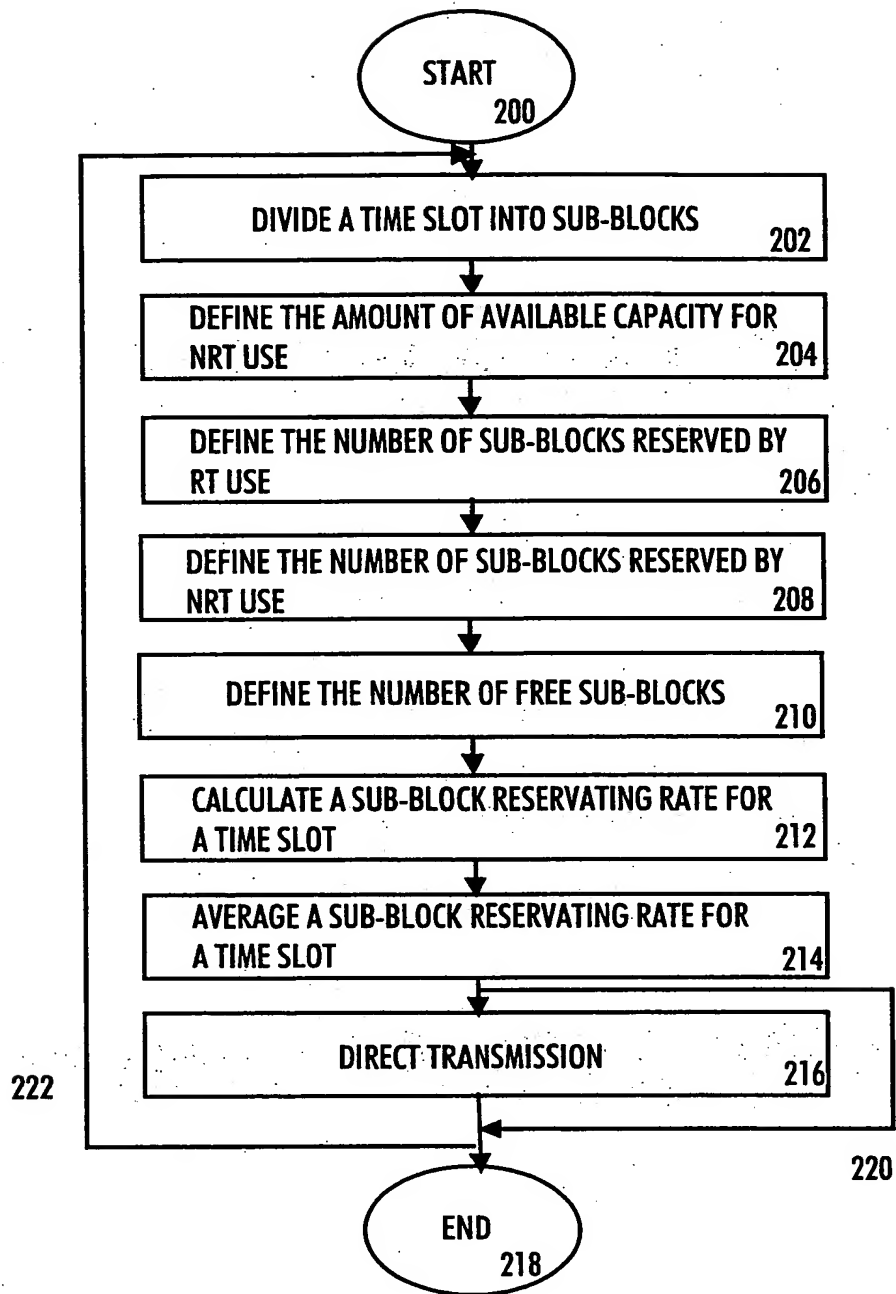 START
200
DIVIDE A TIME SLOT INTO SUB-BLOCKS
202
DEFINE THE AMOUNT OF AVAILABLE CAPACITY FOR
NRT USE
204
DEFINE THE NUMBER OF SUB-BLOCKS RESERVED BY
RT USE
206
DEFINE THE NUMBER OF SUB-BLOCKS RESERVED BY
NRT USE
208
DEFINE THE NUMBER OF FREE SUB-BLOCKS
210
CALCULATE A SUB-BLOCK RESERVATING RATE FOR
A TIME SLOT
212
AVERAGE A SUB-BLOCK RESERVATING RATE FOR
A TIME SLOT
214
DIRECT TRANSMISSION
216
222
220
END
218